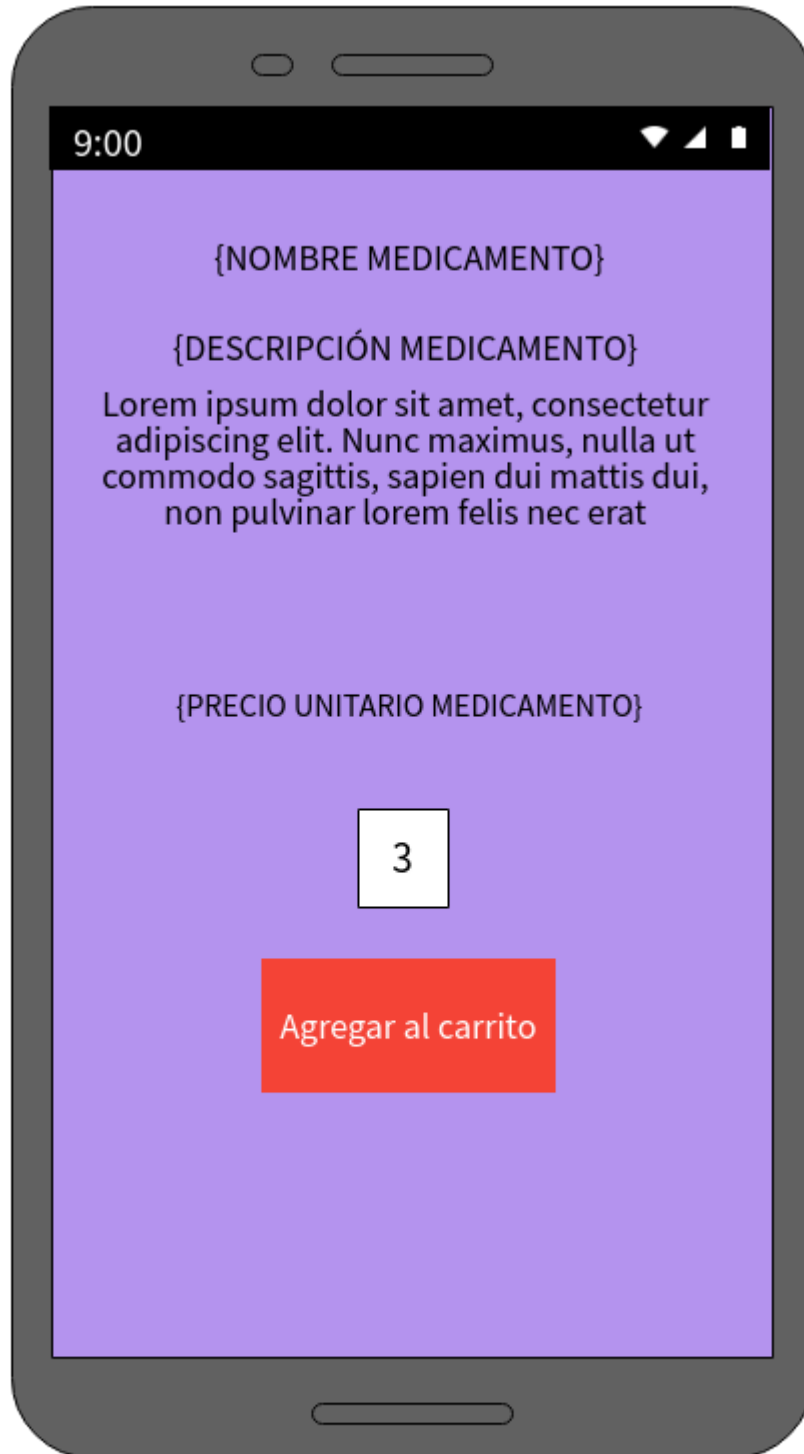 9:00
{NOMBRE MEDICAMENTO}
{DESCRIPCIÓN MEDICAMENTO}
Lorem ipsum dolor sit amet, consectetur
adipiscing elit. Nunc maximus, nulla ut
commodo sagittis, sapien dui mattis dui,
non pulvinar lorem felis nec erat
{PRECIO UNITARIO MEDICAMENTO}
3
Agregar al carrito